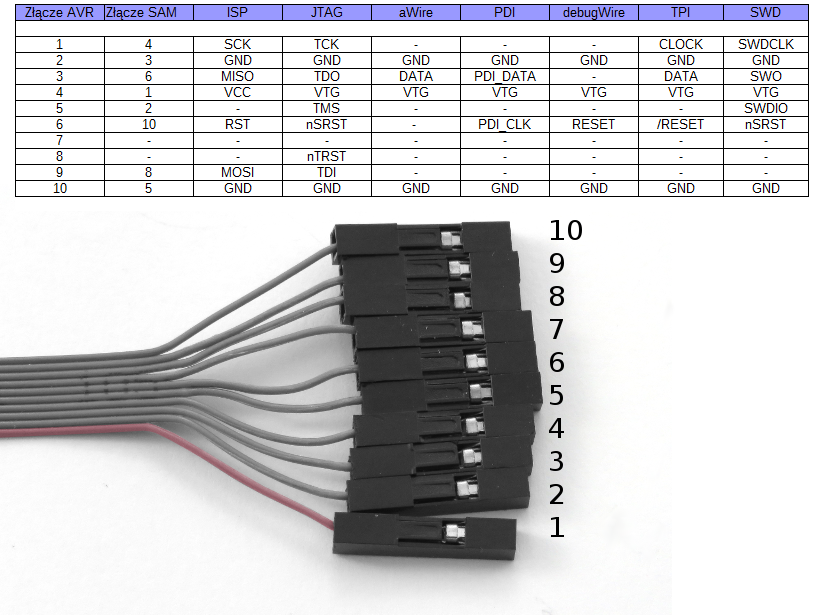 Złącze AVR Złącze SAM ISP JTAG aWire PDI debugWire TPI SWD
1 4 SCK TCK - - - CLOCK SWDCLK
2 3 GND GND GND GND GND GND GND
3 6 MISO TDO DATA PDI_DATA - DATA SWO
4 1 VCC VTG VTG VTG VTG VTG VTG
5 2 - TMS - - - - SWDIO
6 10 RST nSRST - PDI_CLK RESET /RESET nSRST
7 - - - - - - - -
8 - - nTRST - - - - -
9 8 MOSI TDI - - - - -
10 5 GND GND GND GND GND GND GND
10
9
8
7
6
5
4
3
2
1